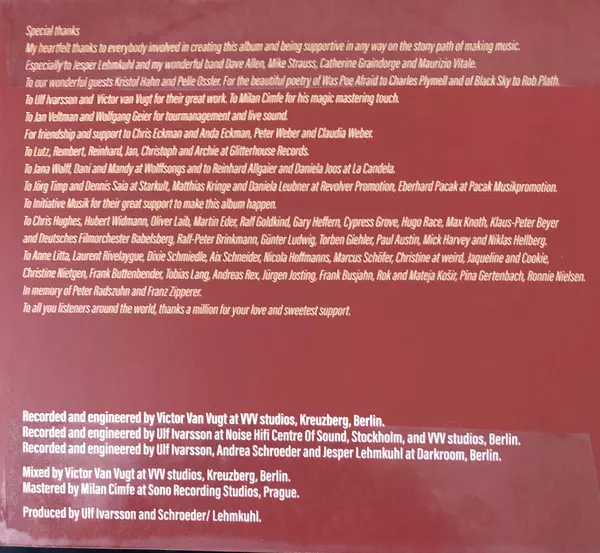 Special thanks
My heartfelt thanks to everybody involved in creating this album and being supportive in any way on the stony path of making music.
Especially to Jesper Lehmkuhl and my wonderful band Dave Allen, Mike Strauss, Catherine Graindorge and Maurizio Vitale.
To our wonderful guests Kristof Hahn and Pelle Ossler. For the beautiful poetry of Was Poe Afraid to Charles Plymell and of Black Sky to Rob Plath.
To Ulf Ivarsson and Victor van Vugt for their great work. To Milan Cimfe for his magic mastering touch.
To Jan Veltman and Wolfgang Geier for tourmanagement and live sound.
For friendship and support to Chris Eckman and Anda Eckman, Peter Weber and Claudia Weber.
To Lutz, Rembert, Reinhard, Jan, Christoph and Archie at Glitterhouse Records.
To Jana Wolff, Dani and Mandy at Wolffsongs and to Reinhard Allgaier and Daniela Joos at La Candela.
To Jörg Timp and Dennis Saia at Starkult, Matthias Kringe and Daniela Leubner at Revolver Promotion, Eberhard Pacak at Pacak Musikpromotion.
To Initiative Musik for their great support to make this album happen.
To Chris Hughes, Hubert Widmann, Oliver Laib, Martin Eder, Ralf Goldkind, Gary Heffern, Cypress Grove, Hugo Race, Max Knoth, Klaus-Peter Beyer
and Deutsches Filmorchester Babelsberg, Ralf-Peter Brinkmann, Günter Ludwig, Torben Giehler, Paul Austin, Mick Harvey and Niklas Hellberg.
To Anne Litta, Laurent Rivelaygue, Dixie Schmiedle, Aix Schneider, Nicola Hoffmanns, Marcus Schöfer, Christine at weird, Jaqueline and Cookie,
Christine Nietgen, Frank Buttenbender, Tobias Lang, Andreas Rex, Jürgen Josting, Frank Busjahn, Rok and Mateja Košir, Pina Gertenbach, Ronnie Nielsen.
In memory of Peter Radszuhn and Franz Zipperer.
To all you listeners around the world, thanks a million for your love and sweetest support.
Recorded and engineered by Victor Van Vugt at VVV studios, Kreuzberg, Berlin.
Recorded and engineered by Ulf Ivarsson at Noise Hifi Centre Of Sound, Stockholm, and VVV studios, Berlin.
Recorded and engineered by Ulf Ivarsson, Andrea Schroeder and Jesper Lehmkuhl at Darkroom, Berlin.
Mixed by Victor Van Vugt at VVV studios, Kreuzberg, Berlin.
Mastered by Milan Cimfe at Sono Recording Studios, Prague.
Produced by Ulf Ivarsson and Schroeder/ Lehmkuhl.